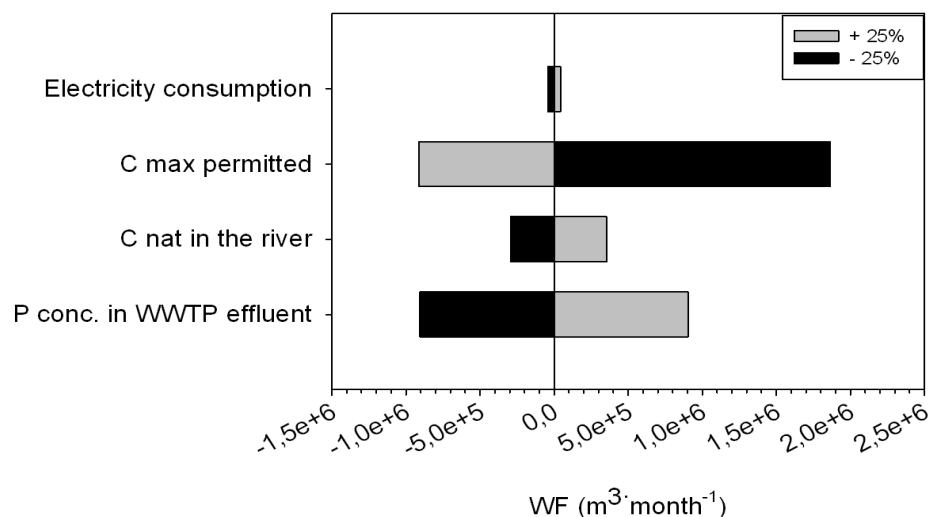 + 25%
- 25%
Electricity consumption
C max permitted
C nat in the river
P conc. in WWTP effluent
-1,5e+6
-1,0e+6
-5,0e+5
0,0
5,0e+5
1,0e+6
1,5e+6
2,0e+6
2,5e+6
WF (m³·month⁻¹)